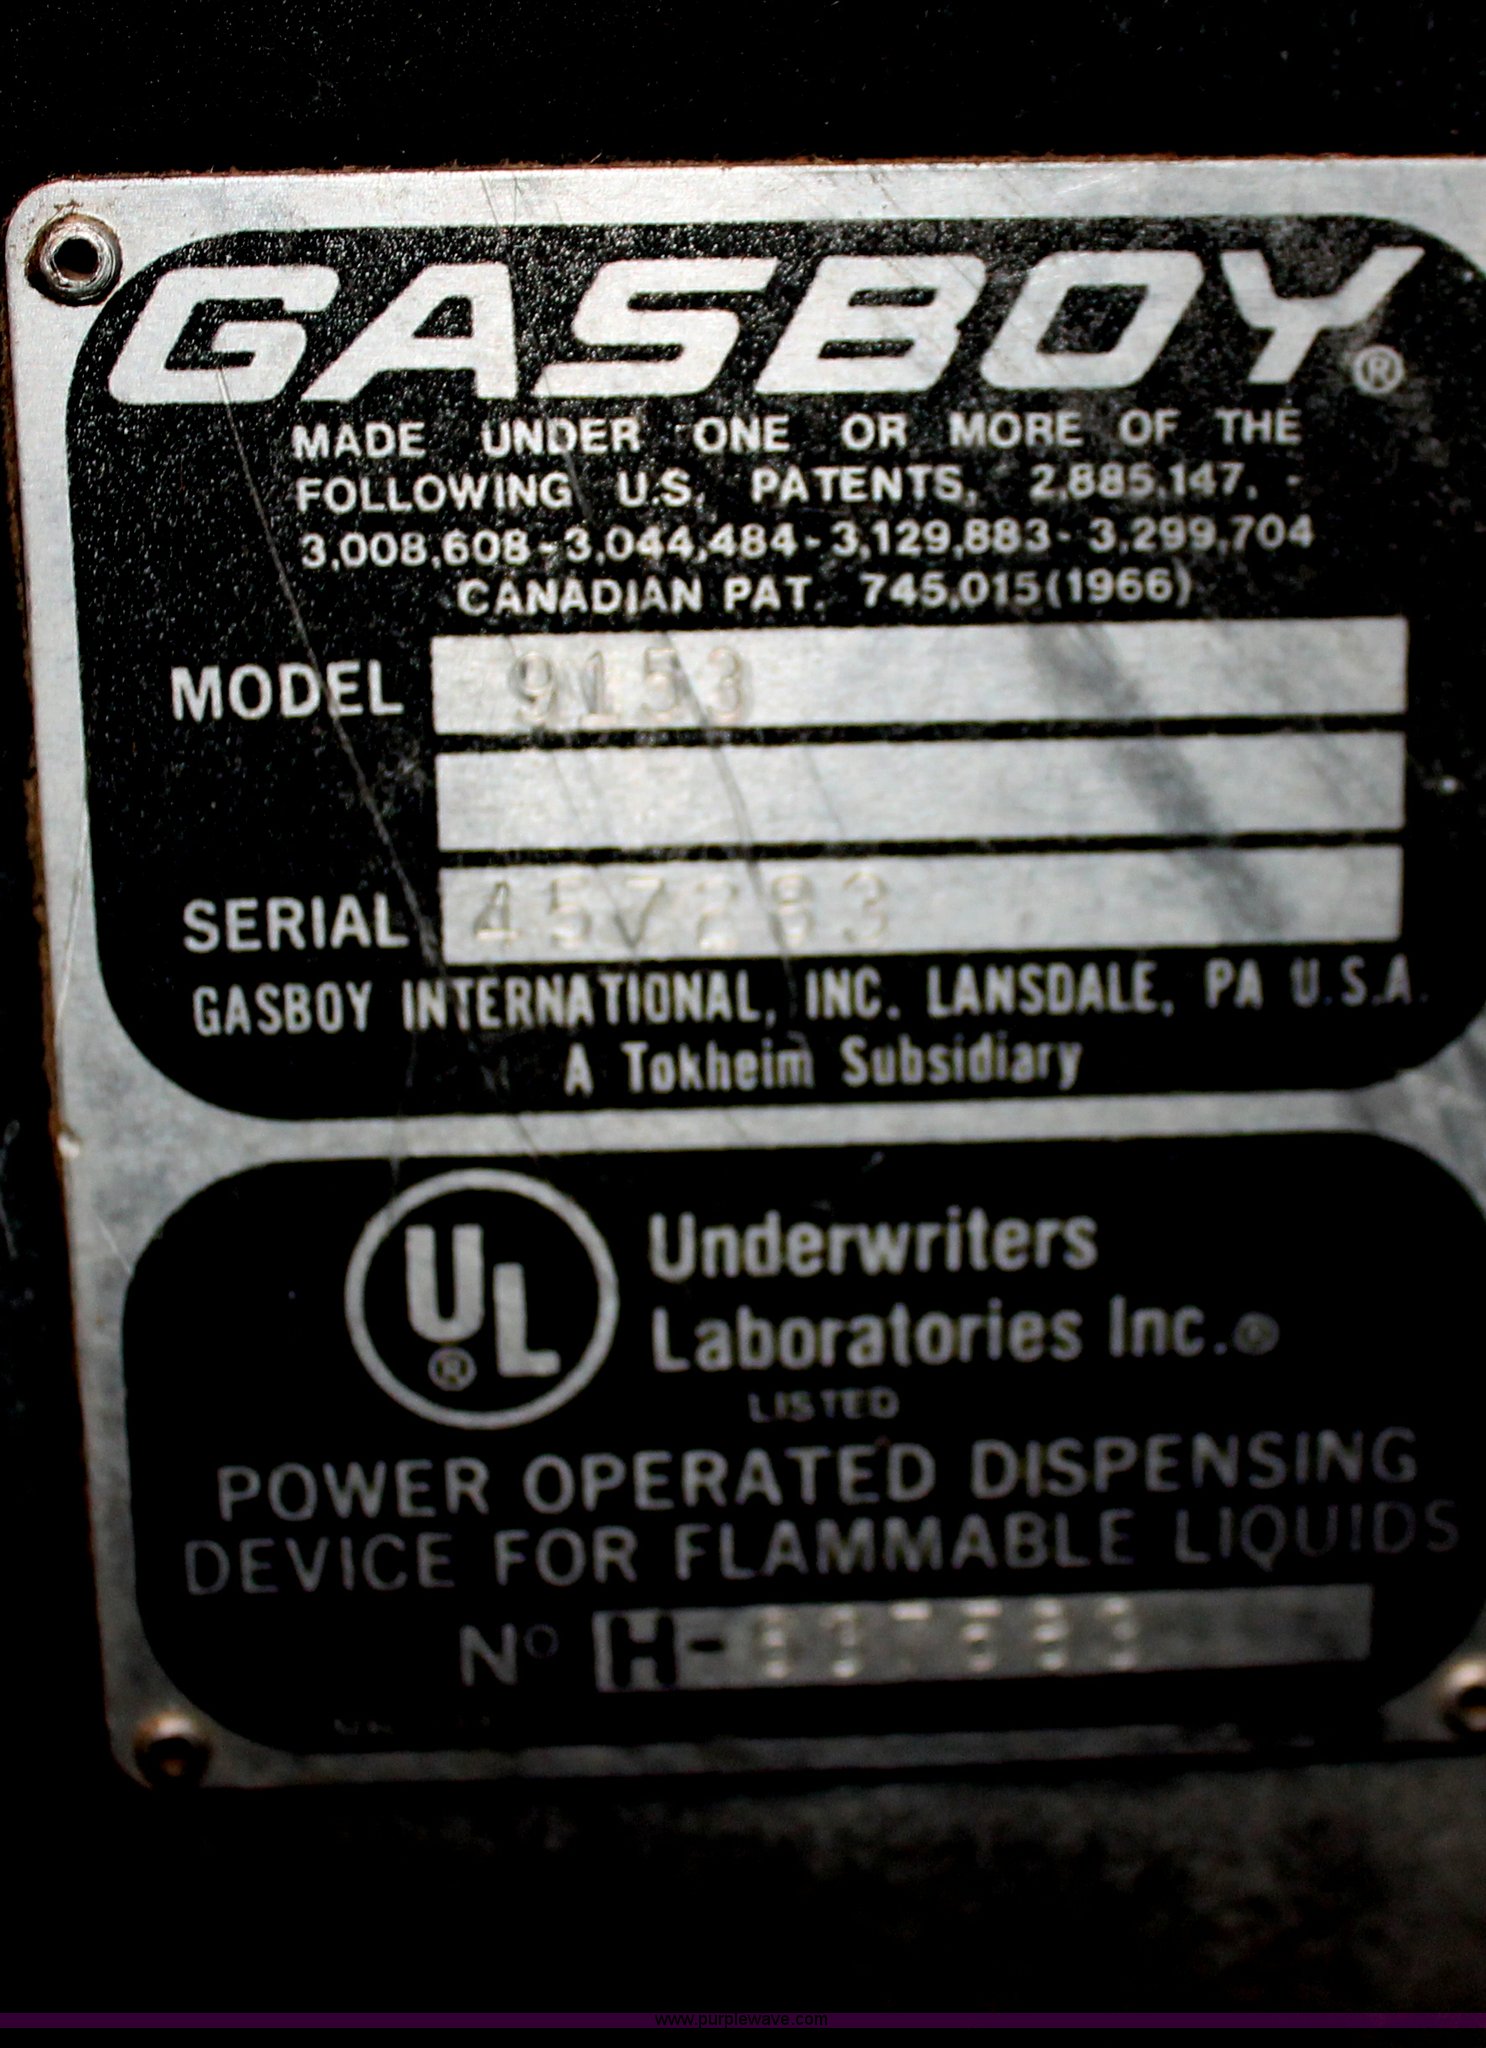 GASBOY®
MADE UNDER ONE OR MORE OF THE
FOLLOWING U.S. PATENTS, 2,885,147, -
3,008,608 - 3,044,484 - 3,129,883 - 3,299,704
CANADIAN PAT. 745,015 (1966)
MODEL 9153
SERIAL 457283
GASBOY INTERNATIONAL, INC. LANSDALE, PA U.S.A.
A Tokheim Subsidiary
UL®
Underwriters
Laboratories Inc.®
LISTED
POWER OPERATED DISPENSING
DEVICE FOR FLAMMABLE LIQUIDS
Nº H-
www.purplewave.com